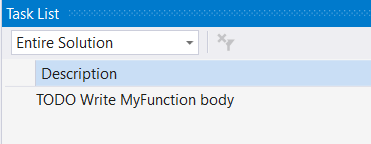 Task List
Entire Solution
Description
TODO Write MyFunction body